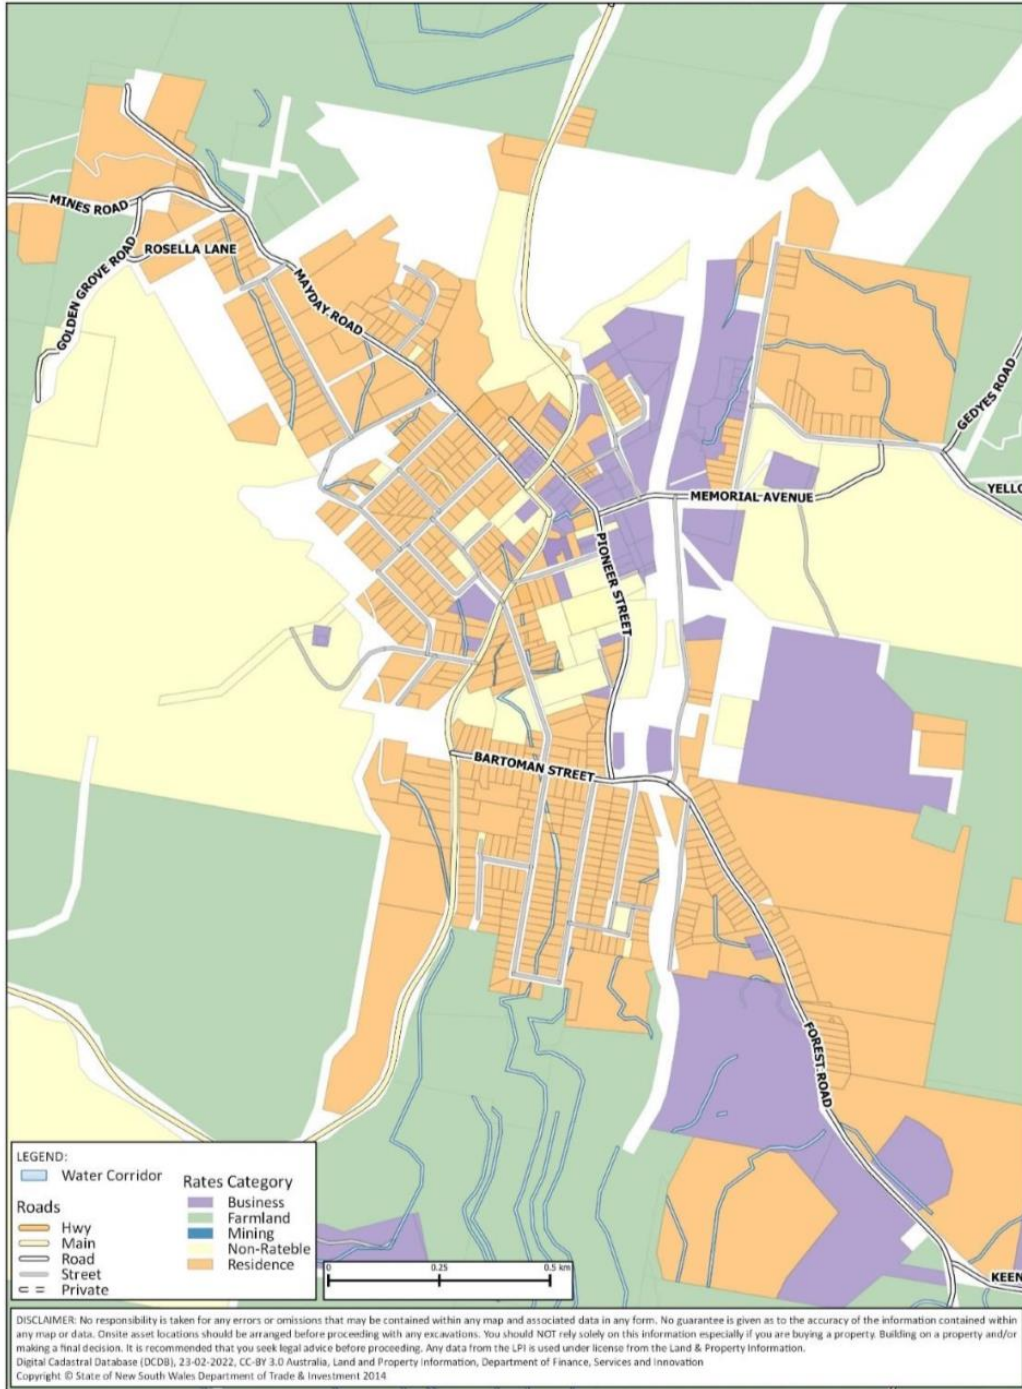 MINES ROAD
ROSELLA LANE
GOLDEN GROVE ROAD
MAYDAY ROAD
GEDYES ROAD
YELLO
MEMORIAL AVENUE
PIONEER STREET
BARTOMAN STREET
FOREST ROAD
KEEN
LEGEND:
Water Corridor
Roads
Hwy
Main
Road
Street
Private
Rates Category
Business
Farmland
Mining
Non-Rateble
Residence
0 0.25 0.5 km
DISCLAIMER: No responsibility is taken for any errors or omissions that may be contained within any map and associated data in any form. No guarantee is given as to the accuracy of the information contained within
any map or data. Onsite asset locations should be arranged before proceeding with any excavations. You should NOT rely solely on this information especially if you are buying a property. Building on a property and/or
making a final decision. It is recommended that you seek legal advice before proceeding. Any data from the LPI is used under license from the Land & Property Information.
Digital Cadastral Database (DCDB), 23-02-2022, CC-BY 3.0 Australia, Land and Property Information, Department of Finance, Services and Innovation
Copyright © State of New South Wales Department of Trade & Investment 2014